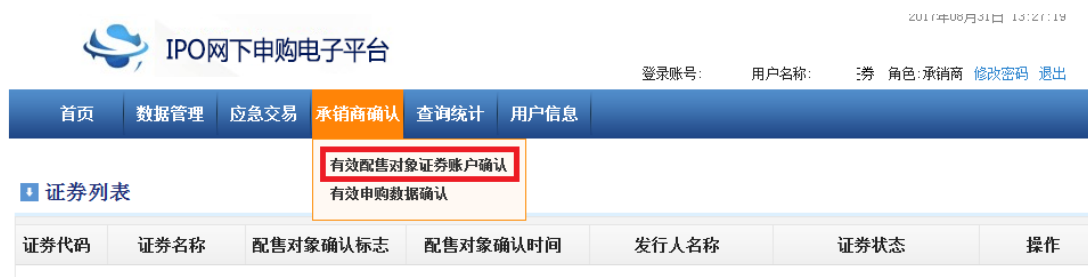 2017年08月31日 13:27:19
IPO网下申购电子平台
登录账号: 用户名称: 券 角色:承销商 修改密码 退出
首页 数据管理 应急交易 承销商确认 查询统计 用户信息
有效配售对象证券账户确认
有效申购数据确认
证券列表
证券代码 证券名称 配售对象确认标志 配售对象确认时间 发行人名称 证券状态 操作